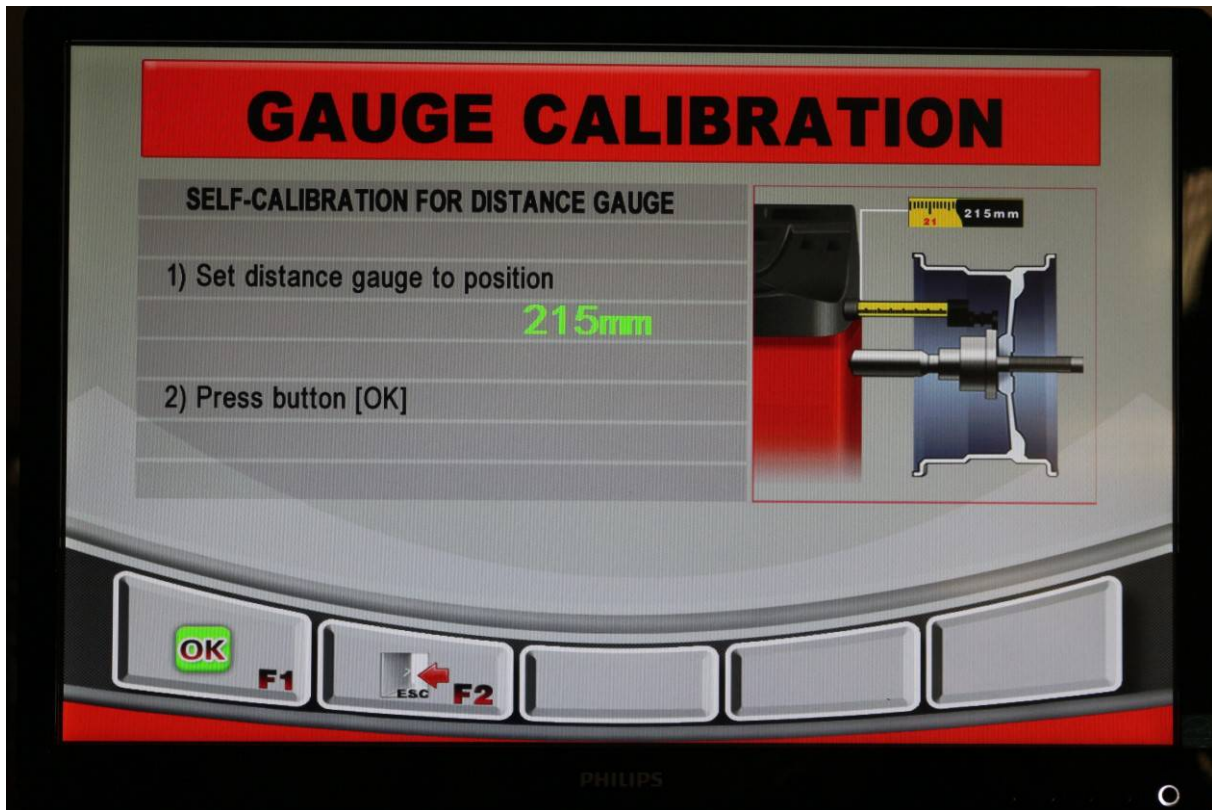 GAUGE CALIBRATION
SELF-CALIBRATION FOR DISTANCE GAUGE
1) Set distance gauge to position
215mm
2) Press button [OK]
21
215mm
OK
F1
ESC
F2
PHILIPS